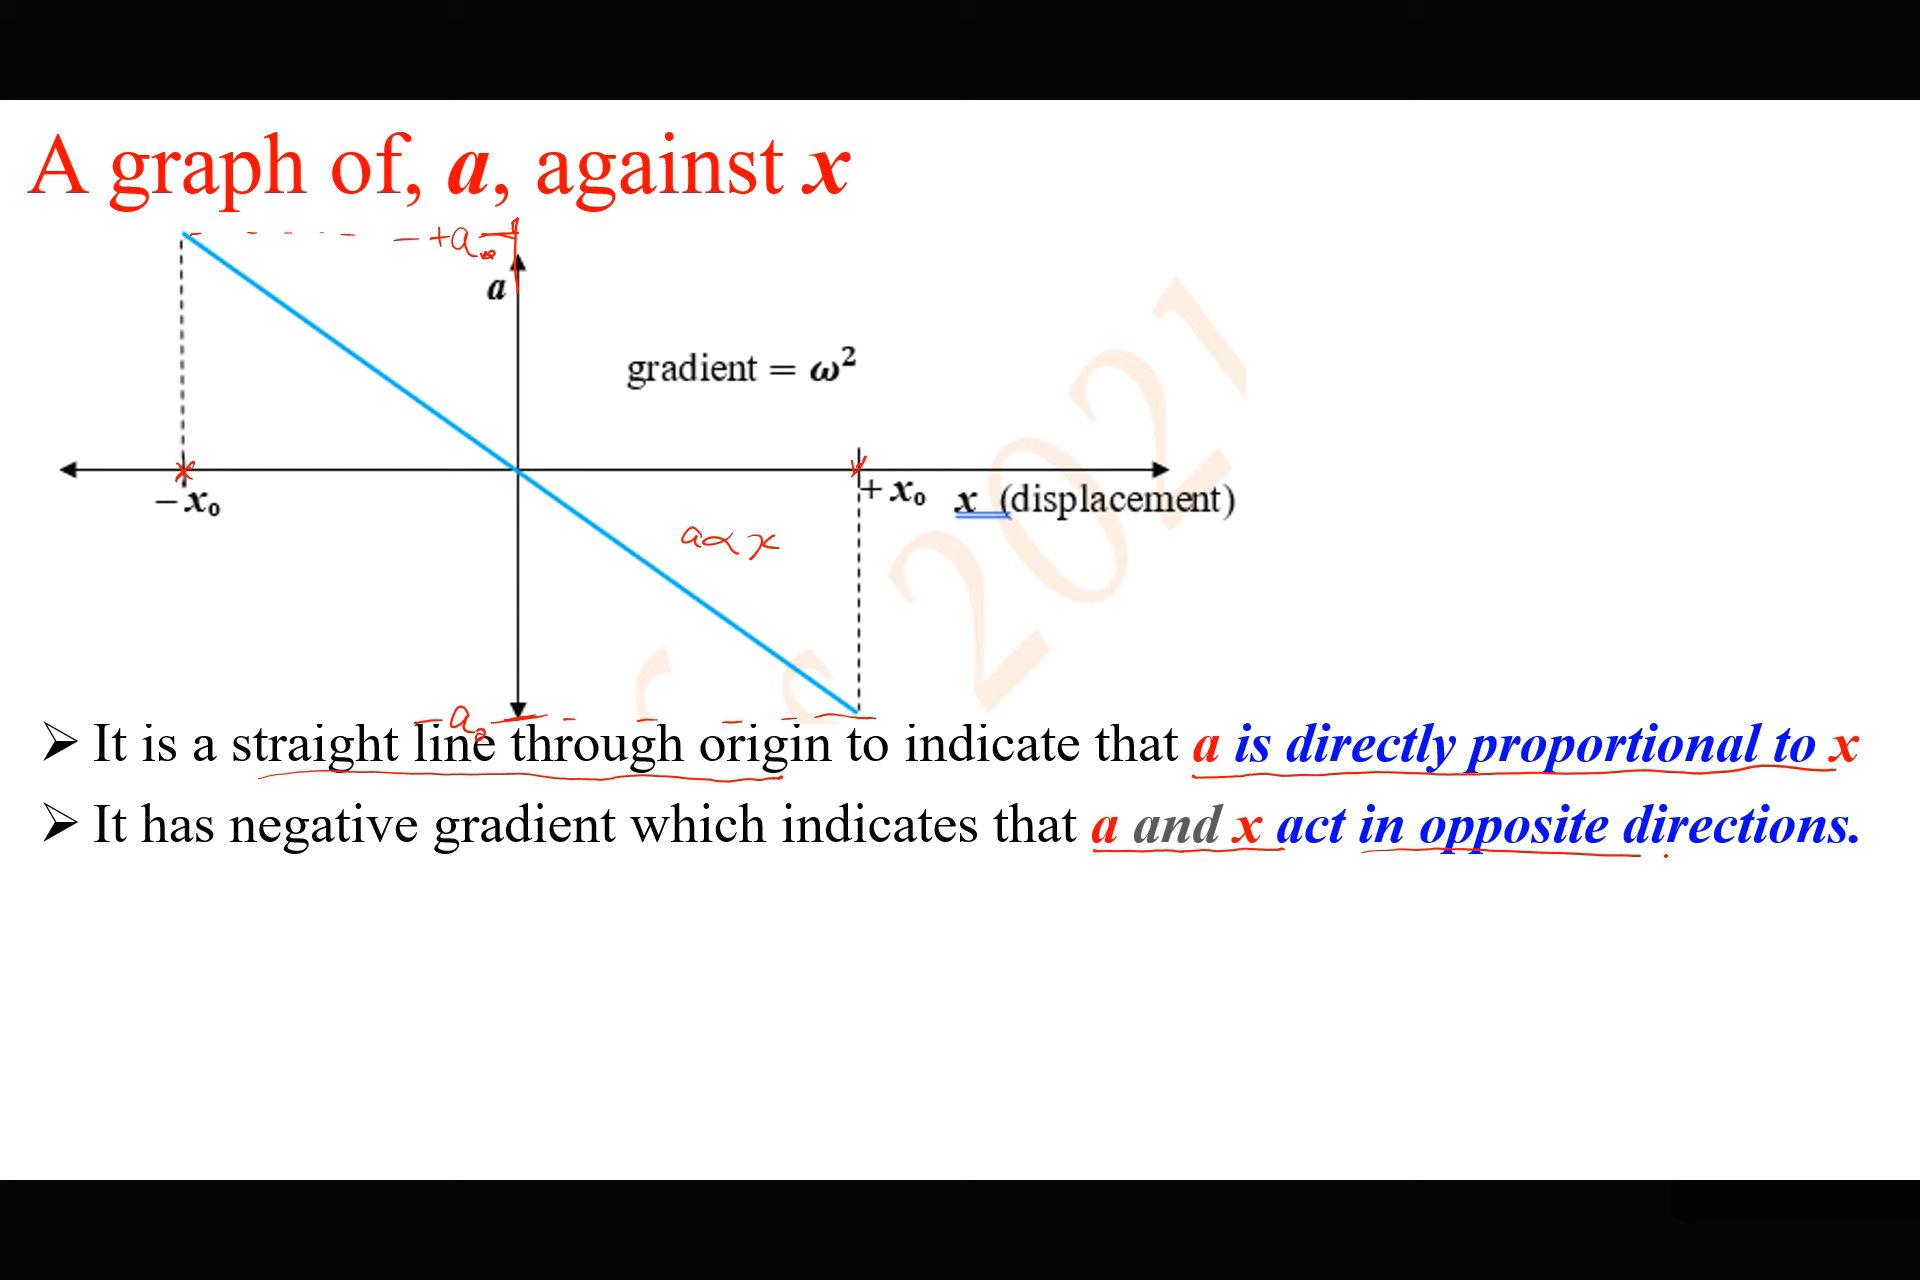 A graph of, a, against x
– +a₀
a
gradient = ω²
– x₀
+ x₀ x (displacement)
a ∝ x
s 2021
– a₀
➢ It is a straight line through origin to indicate that a is directly proportional to x
➢ It has negative gradient which indicates that a and x act in opposite directions.